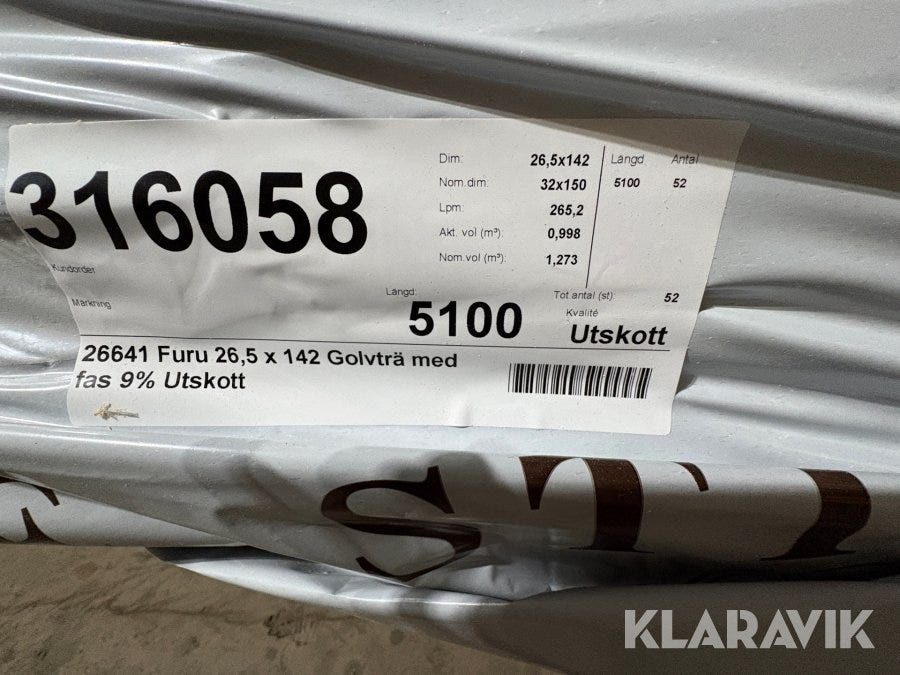 316058
Kundorder
Märkning
Dim: 26,5x142
Nom.dim: 32x150
Lpm: 265,2
Akt. vol (m³): 0,998
Nom.vol (m³): 1,273
Längd Antal
5100 52
Längd:
5100
Tot.antal (st): 52
Kvalité
Utskott
26641 Furu 26,5 x 142 Golvträ med
fas 9% Utskott
ST
KLARAVIK